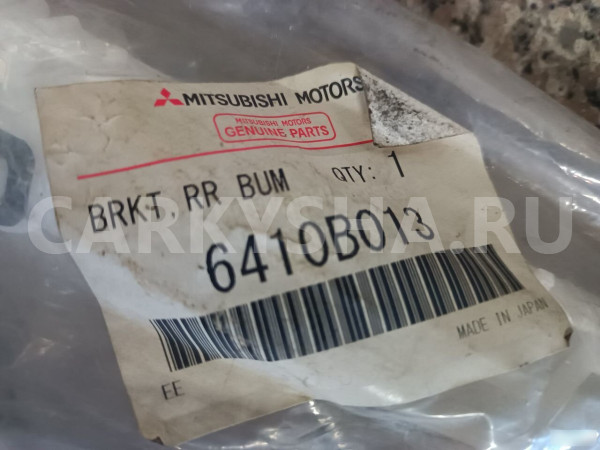 MITSUBISHI MOTORS
MITSUBISHI MOTORS
GENUINE PARTS
BRKT,RR BUM QTY: 1
6410B013
CARKYSHA.RU
MADE IN JAPAN
EE